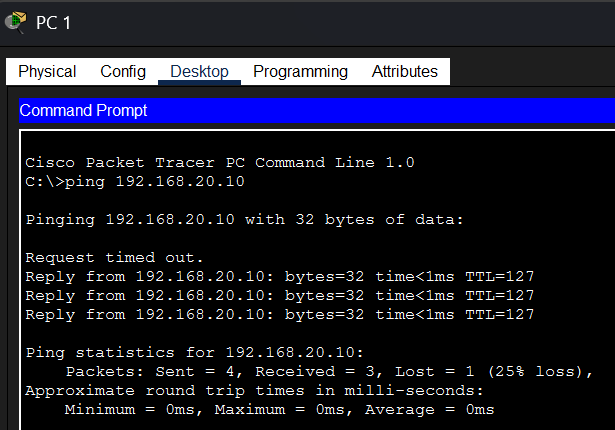 PC 1
Physical Config Desktop Programming Attributes
Command Prompt
Cisco Packet Tracer PC Command Line 1.0
C:\>ping 192.168.20.10
Pinging 192.168.20.10 with 32 bytes of data:
Request timed out.
Reply from 192.168.20.10: bytes=32 time<1ms TTL=127
Reply from 192.168.20.10: bytes=32 time<1ms TTL=127
Reply from 192.168.20.10: bytes=32 time<1ms TTL=127
Ping statistics for 192.168.20.10:
Packets: Sent = 4, Received = 3, Lost = 1 (25% loss),
Approximate round trip times in milli-seconds:
Minimum = 0ms, Maximum = 0ms, Average = 0ms